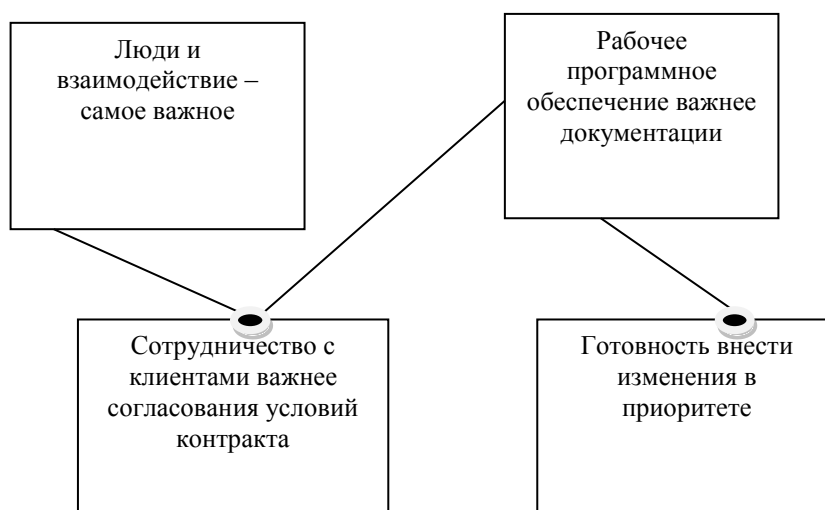 Люди и
взаимодействие –
самое важное
Рабочее
программное
обеспечение важнее
документации
Сотрудничество с
клиентами важнее
согласования условий
контракта
Готовность внести
изменения в
приоритете